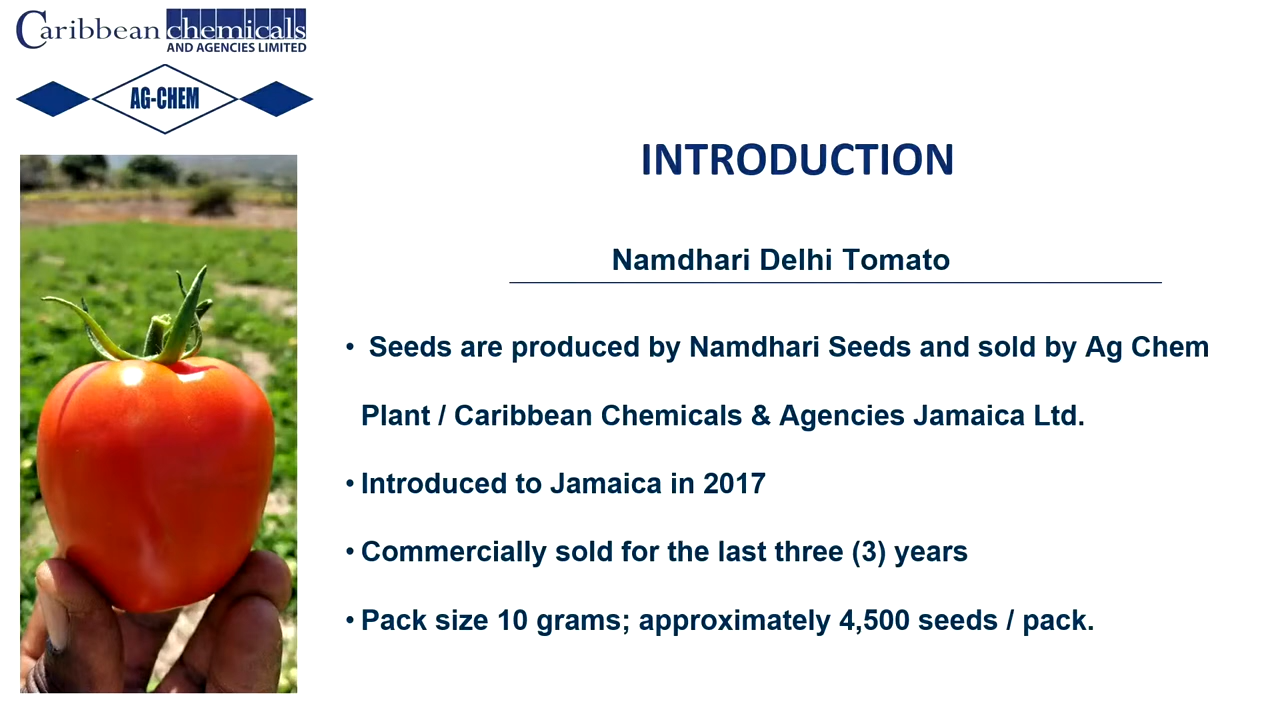 Caribbean chemicals
AND AGENCIES LIMITED
AG-CHEM
INTRODUCTION
Namdhari Delhi Tomato
• Seeds are produced by Namdhari Seeds and sold by Ag Chem
Plant / Caribbean Chemicals & Agencies Jamaica Ltd.
• Introduced to Jamaica in 2017
• Commercially sold for the last three (3) years
• Pack size 10 grams; approximately 4,500 seeds / pack.